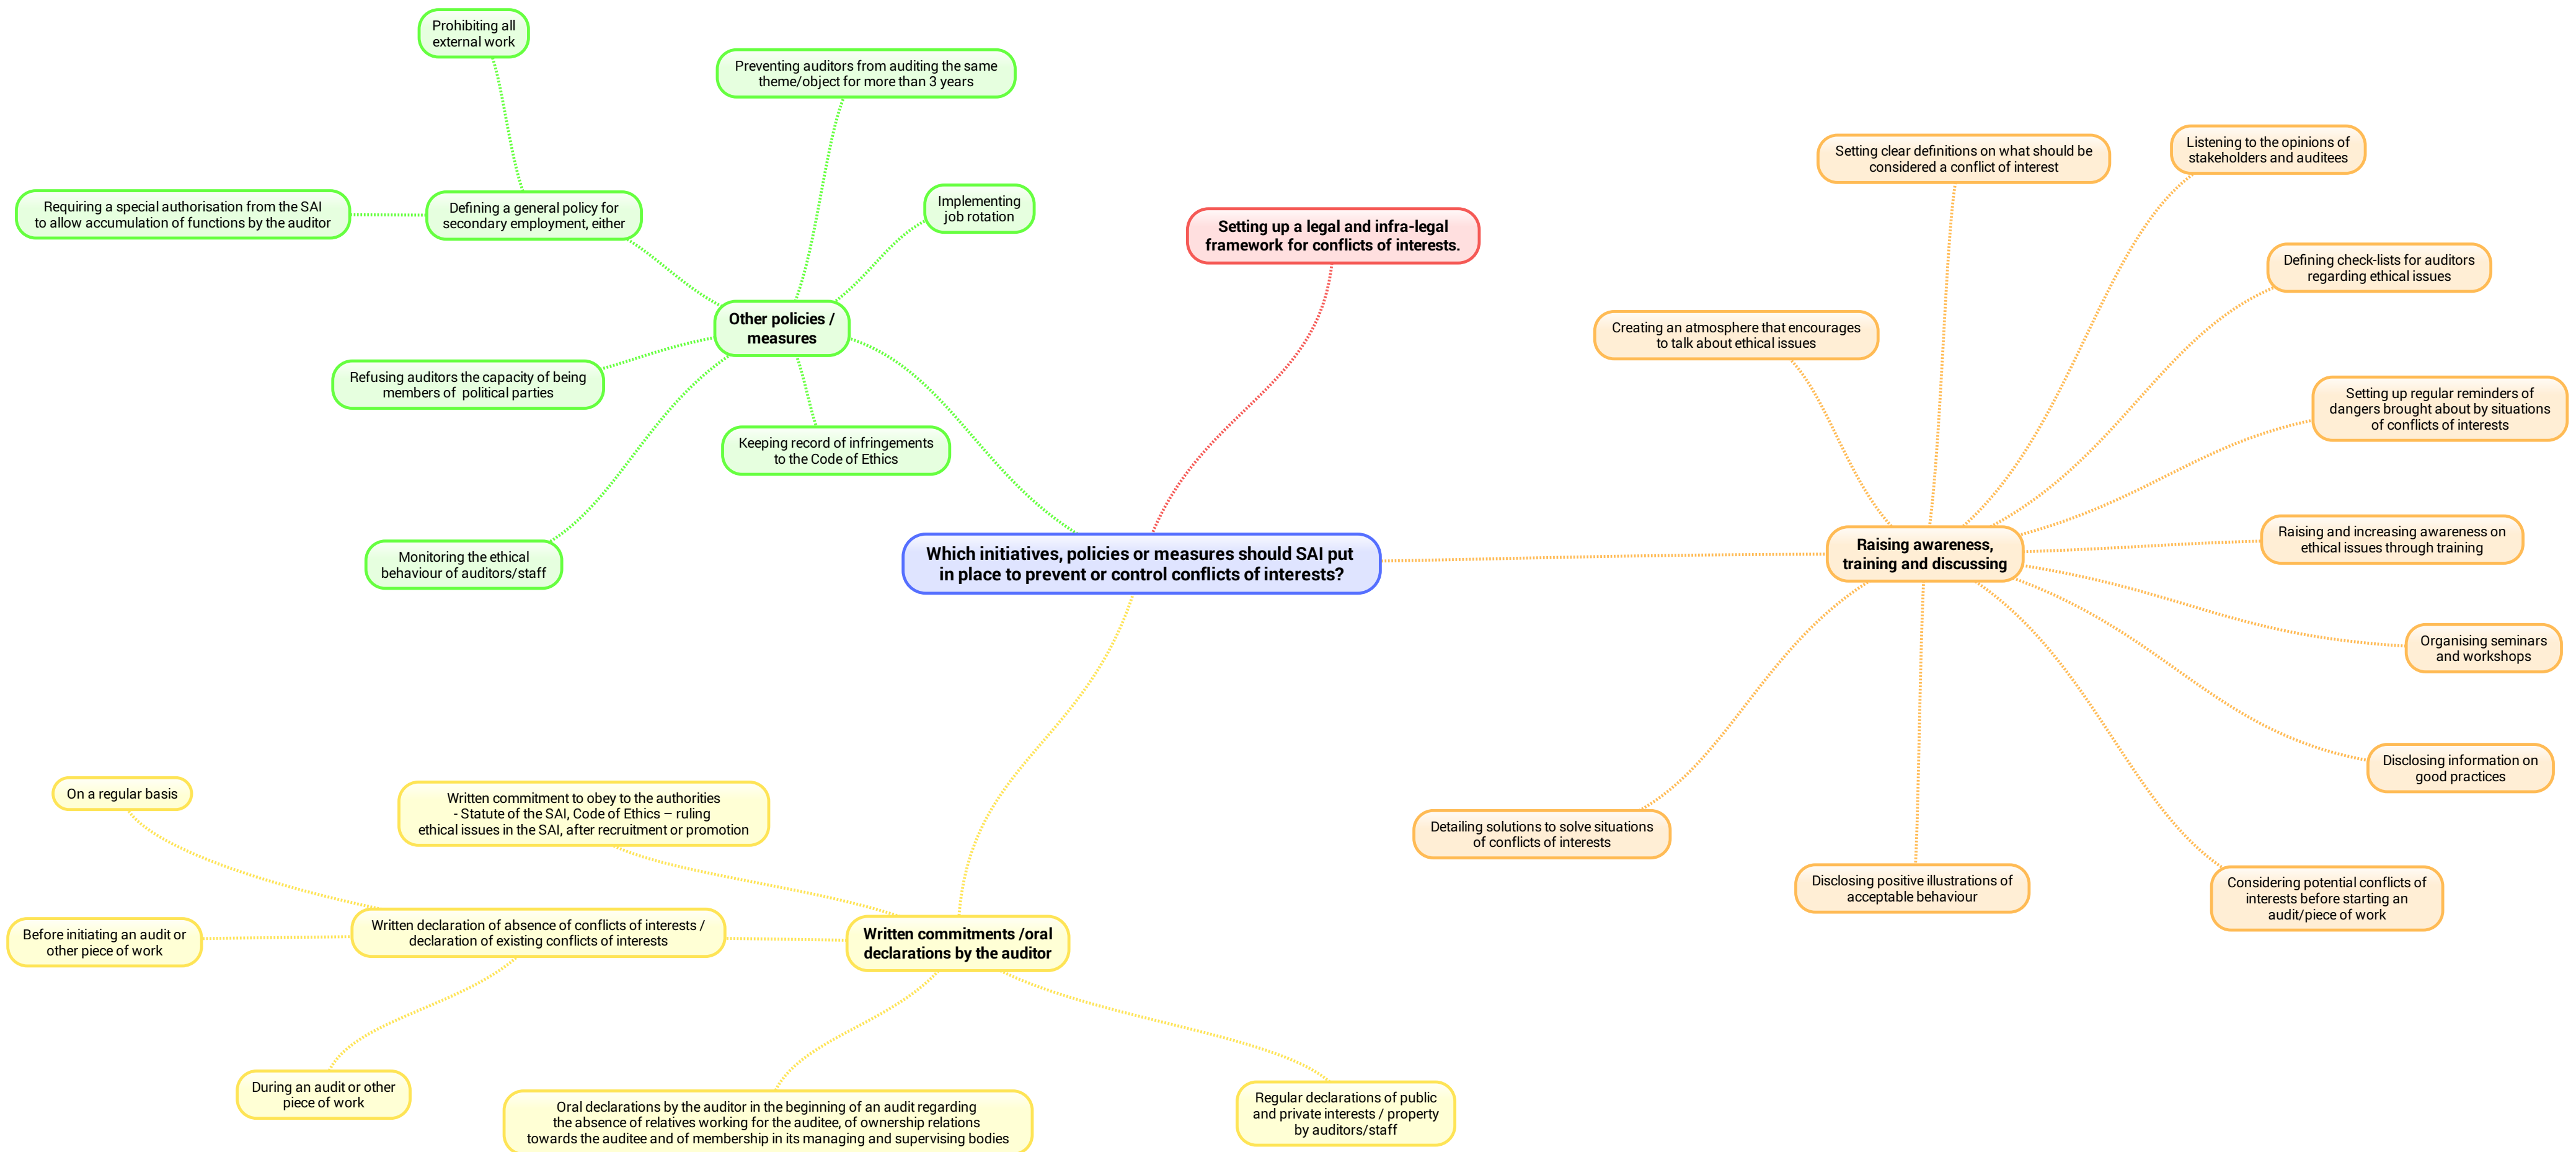 Prohibiting all
external work
Preventing auditors from auditing the same
theme/object for more than 3 years
Requiring a special authorisation from the SAI
to allow accumulation of functions by the auditor
Defining a general policy for
secondary employment, either
Implementing
job rotation
Other policies /
measures
Refusing auditors the capacity of being
members of  political parties
Keeping record of infringements
to the Code of Ethics
Monitoring the ethical
behaviour of auditors/staff
Setting up a legal and infra-legal
framework for conflicts of interests.
Which initiatives, policies or measures should SAI put
in place to prevent or control conflicts of interests?
Setting clear definitions on what should be
considered a conflict of interest
Listening to the opinions of
stakeholders and auditees
Defining check-lists for auditors
regarding ethical issues
Creating an atmosphere that encourages
to talk about ethical issues
Setting up regular reminders of
dangers brought about by situations
of conflicts of interests
Raising awareness,
training and discussing
Raising and increasing awareness on
ethical issues through training
Organising seminars
and workshops
Disclosing information on
good practices
Detailing solutions to solve situations
of conflicts of interests
Disclosing positive illustrations of
acceptable behaviour
Considering potential conflicts of
interests before starting an
audit/piece of work
On a regular basis
Written commitment to obey to the authorities
- Statute of the SAI, Code of Ethics – ruling
ethical issues in the SAI, after recruitment or promotion
Before initiating an audit or
other piece of work
Written declaration of absence of conflicts of interests /
declaration of existing conflicts of interests
Written commitments /oral
declarations by the auditor
During an audit or other
piece of work
Oral declarations by the auditor in the beginning of an audit regarding
the absence of relatives working for the auditee, of ownership relations
towards the auditee and of membership in its managing and supervising bodies
Regular declarations of public
and private interests / property
by auditors/staff